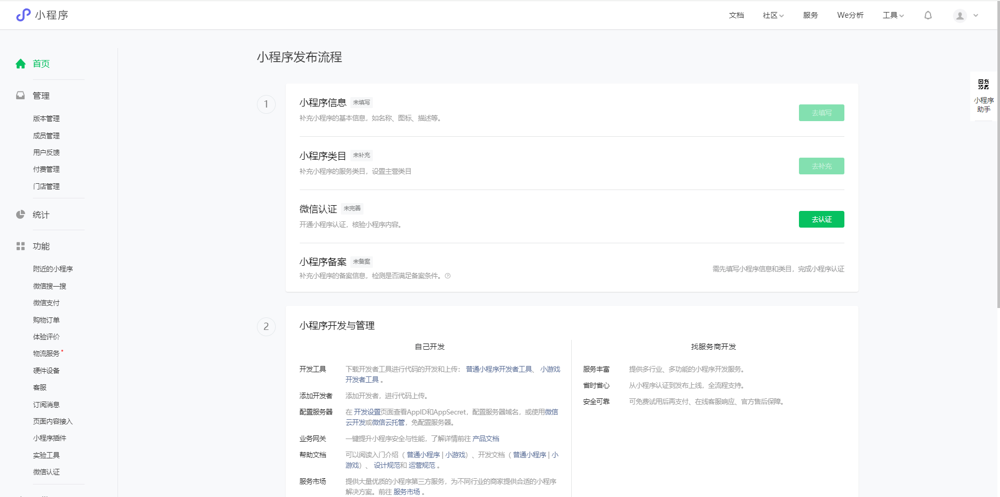 小程序
文档
社区
服务
We分析
工具
首页
管理
版本管理
成员管理
用户反馈
付费管理
门店管理
统计
功能
附近的小程序
微信搜一搜
微信支付
购物订单
体验评价
物流服务
硬件设备
客服
订阅消息
页面内容接入
小程序插件
实验工具
微信认证
小程序发布流程
1
小程序信息 未填写
补充小程序的基本信息，如名称、图标、描述等。
去填写
小程序类目 未补充
补充小程序的服务类目，设置主营类目
去补充
微信认证 未完善
开通小程序认证，核验小程序内容。
去认证
小程序备案 未备案
补充小程序的备案信息，检测是否满足备案条件。
需先填写小程序信息和类目，完成小程序认证
2
小程序开发与管理
自己开发
开发工具 下载开发者工具进行代码的开发和上传： 普通小程序开发者工具、 小游戏
开发者工具 。
添加开发者 添加开发者，进行代码上传。
配置服务器 在 开发设置页面查看AppID和AppSecret，配置服务器域名，或使用微信
云开发或微信云托管，免配置服务器。
业务网关 一键提升小程序安全与性能，了解详情前往 产品文档
帮助文档 可以阅读入门介绍（ 普通小程序 | 小游戏）、开发文档（ 普通小程序 | 小
游戏）、 设计规范和 运营规范 。
服务市场 提供大量优质的小程序第三方服务，为不同行业的商家提供合适的小程序
解决方案。前往 服务市场 。
找服务商开发
服务丰富 提供多行业、多功能的小程序开发服务。
省时省心 从小程序认证到发布上线，全流程支持。
安全可靠 可免费试用后再支付、在线客服响应、官方售后保障。
小程序
助手